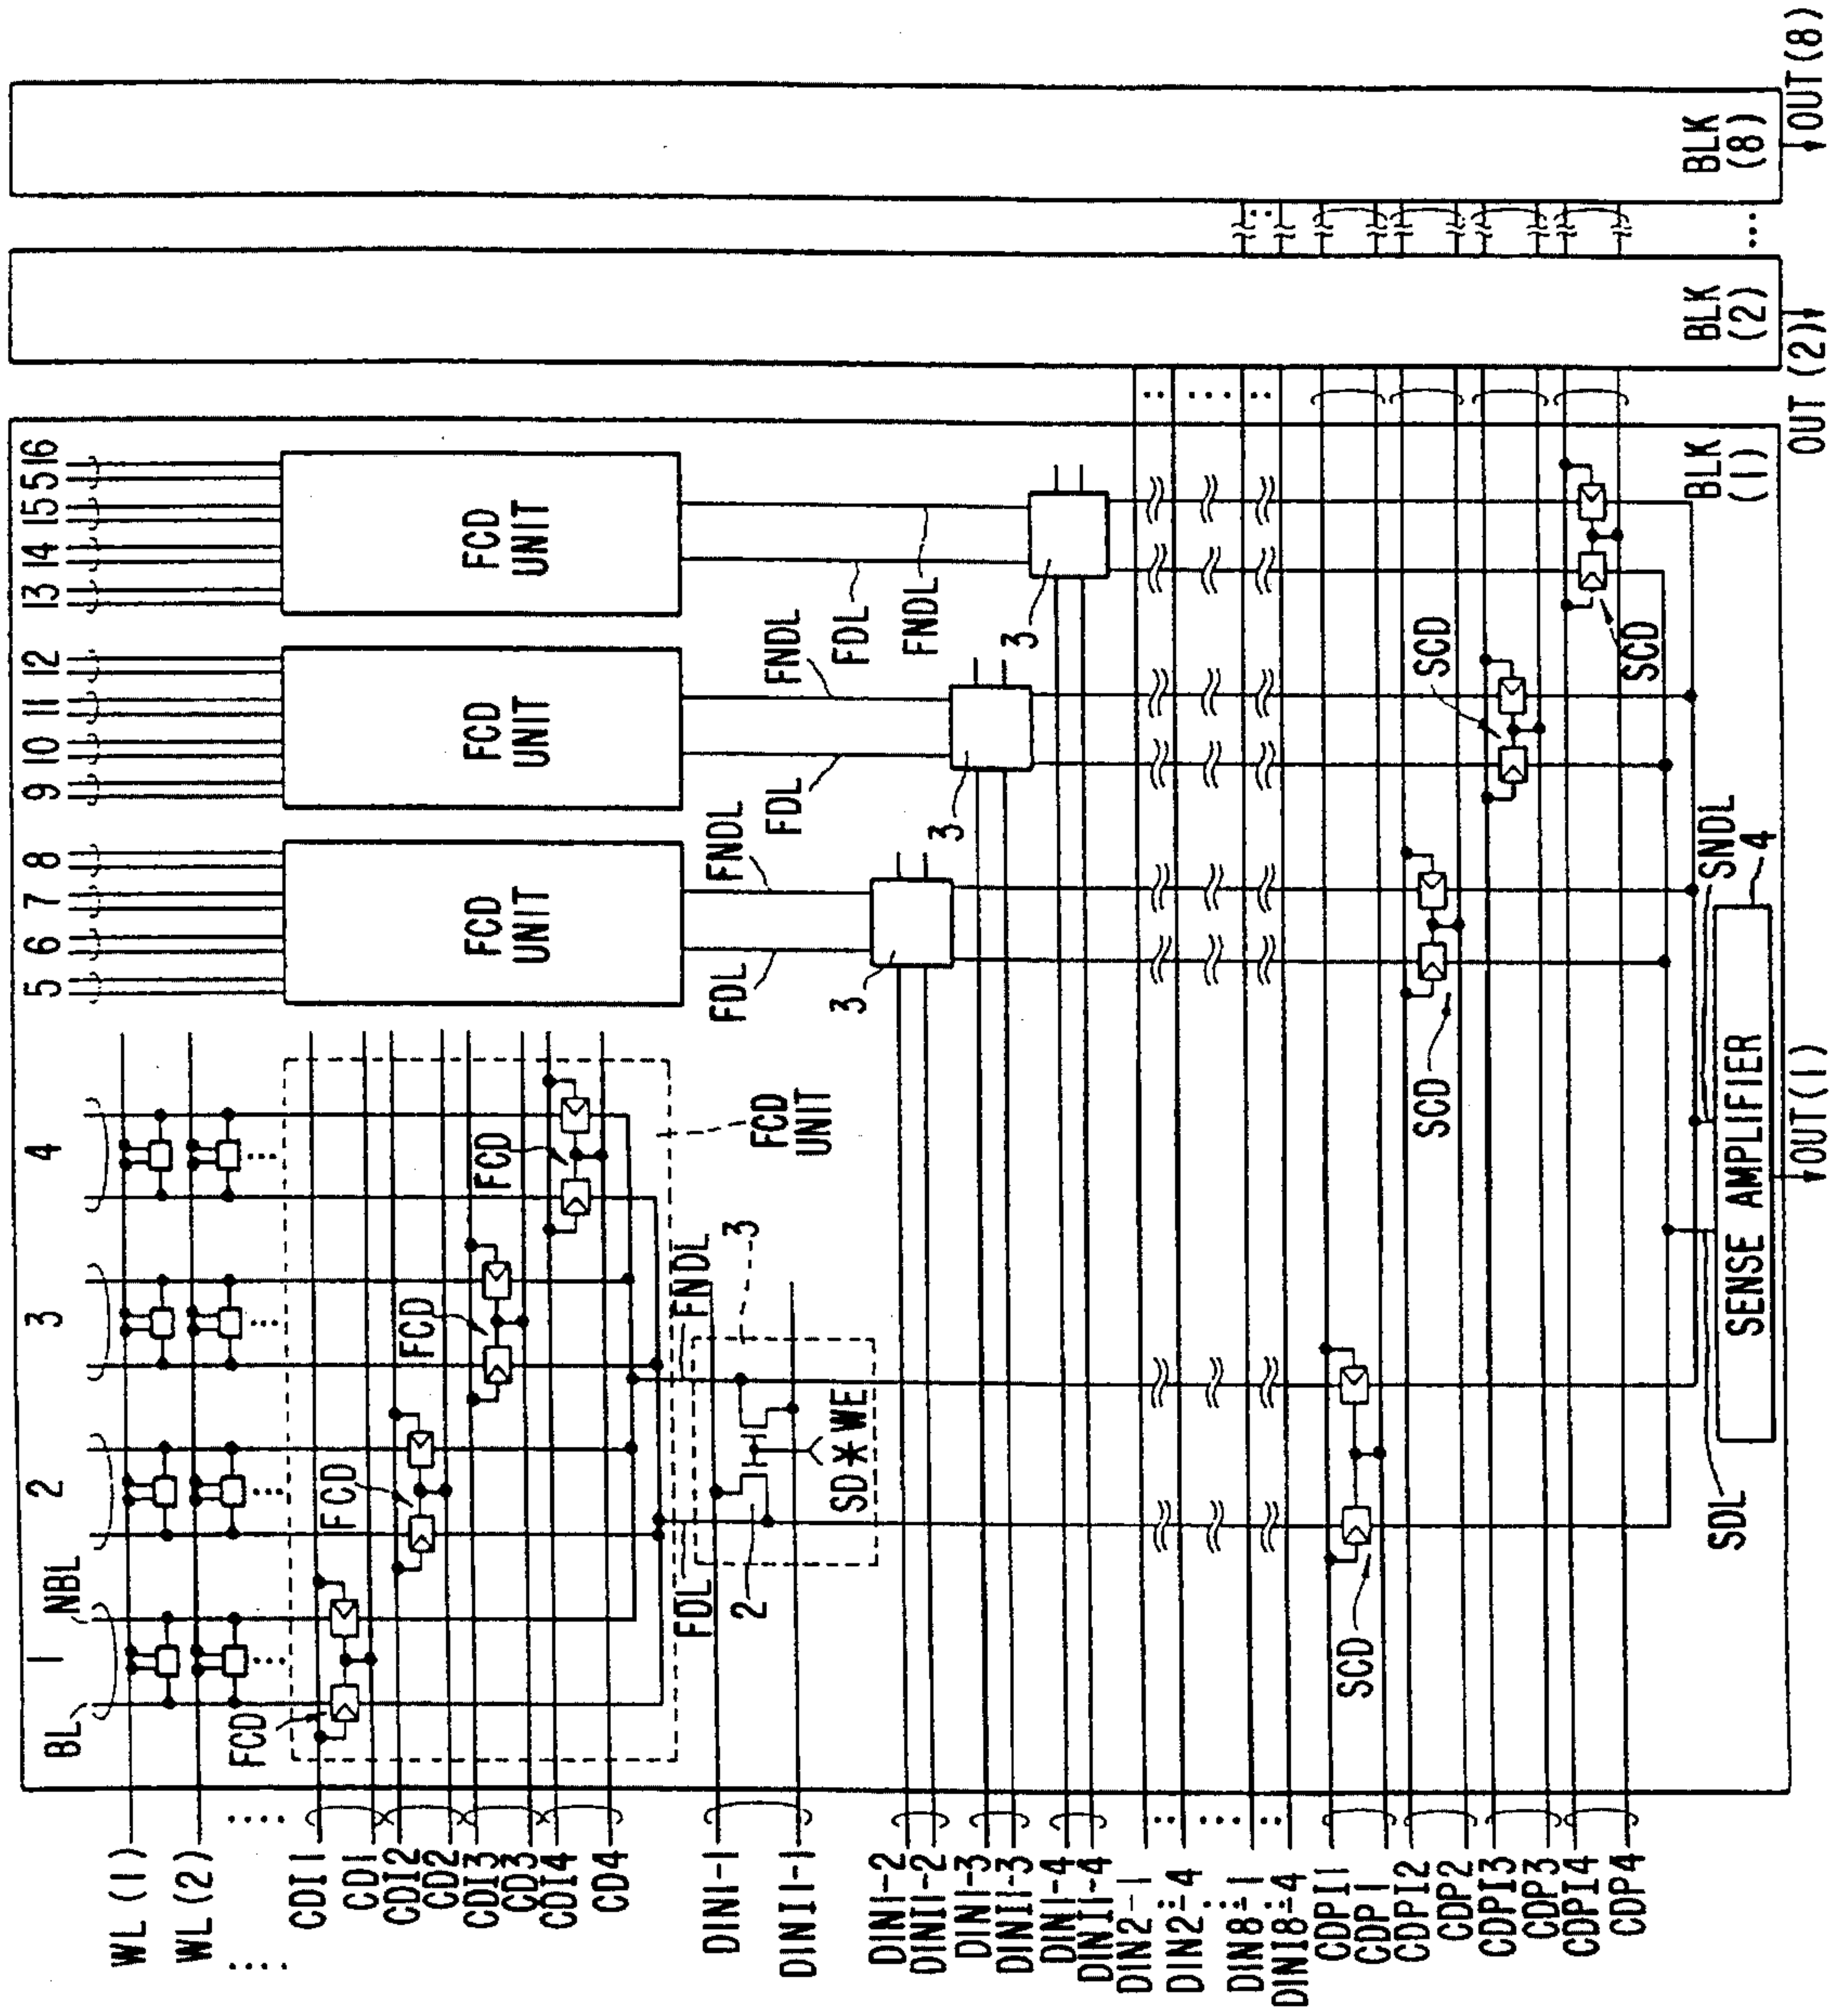 BL
NBL
1
2
3
4
5
6
7
8
9
10
11
12
13
14
15
5
16
WL (1)
WL (2)
....
....
CDI1
CD1
CDI2
CD2
CDI3
CD3
CDI4
CD4
FCD
FCD
FCD
FCD
FCD UNIT
FCD UNIT
FCD UNIT
FCD UNIT
DIN1-1
DINI1-1
FDL
FNDL
2
3
SD*WE
FDL
FNDL
3
FDL
FNDL
3
FDL
FNDL
3
DIN1-2
DINI1-2
DIN1-3
DINI1-3
DIN1-4
DINI1-4
DIN2-1
DIN2-4
DIN8-1
DINI8-4
CDPI1
CDP1
CDPI2
CDP2
CDPI3
CDP3
CDPI4
CDP4
SCD
SCD
SCD
SCD
SDL
SNDL
SENSE AMPLIFIER
4
OUT(1)
BLK (1)
OUT (2)
BLK (2)
OUT(8)
BLK (8)